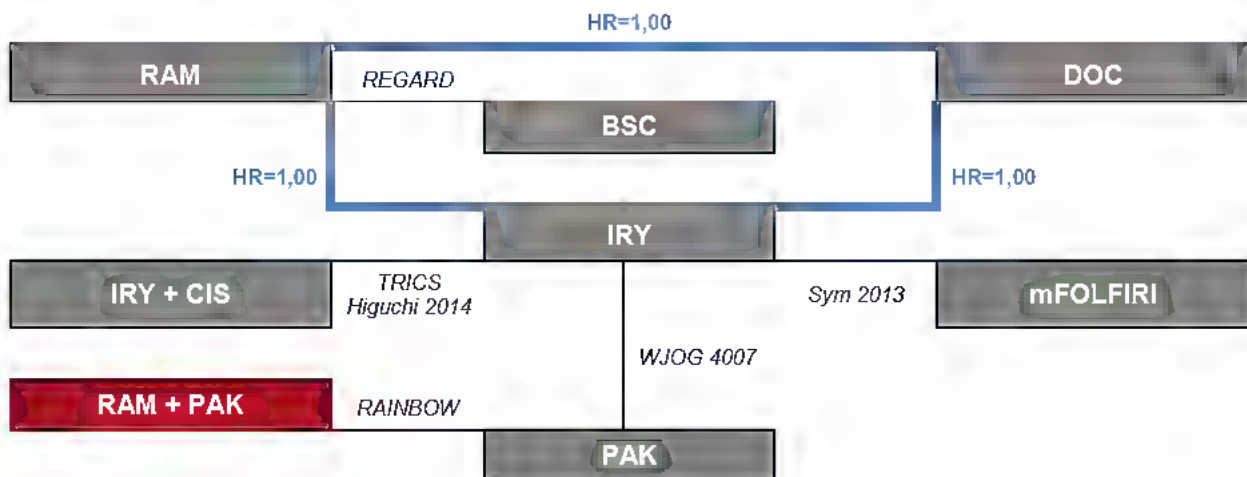 HR=1,00
RAM
REGARD
DOC
BSC
HR=1,00
HR=1,00
IRY
IRY + CIS
TRICS
Higuchi 2014
Sym 2013
mFOLFIRI
WJOG 4007
RAM + PAK
RAINBOW
PAK